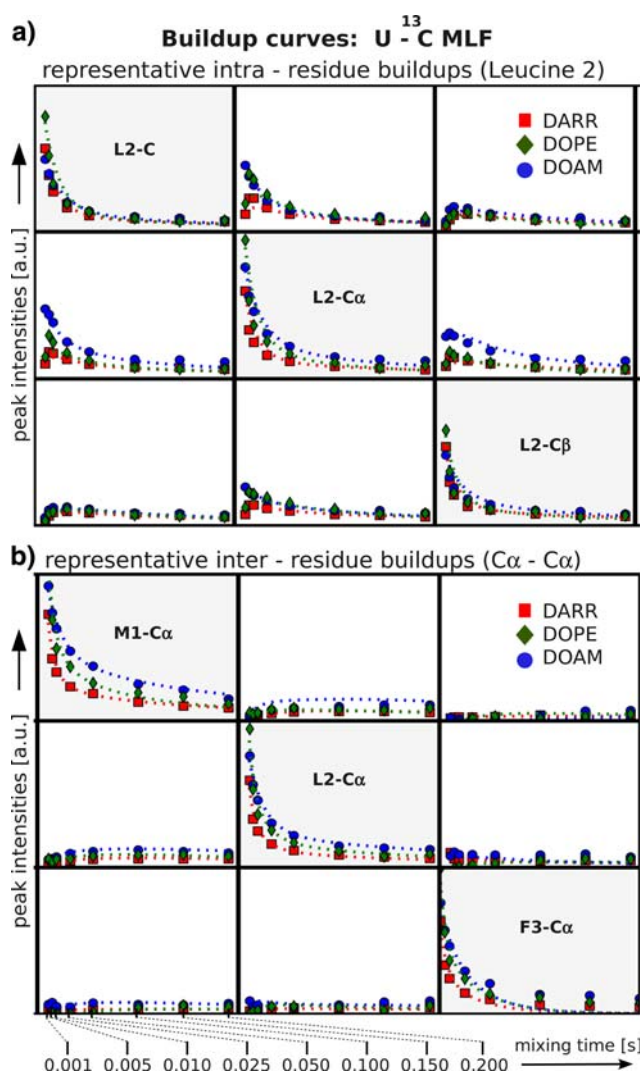 a)
Buildup curves: U - 13C MLF
representative intra - residue buildups (Leucine 2)
L2-C
DARR
DOPE
DOAM
L2-Cα
L2-Cβ
peak intensities [a.u.]
b) representative inter - residue buildups (Cα - Cα)
M1-Cα
DARR
DOPE
DOAM
L2-Cα
F3-Cα
peak intensities [a.u.]
0.001 0.005 0.010 0.025 0.050 0.100 0.150 0.200
mixing time [s]